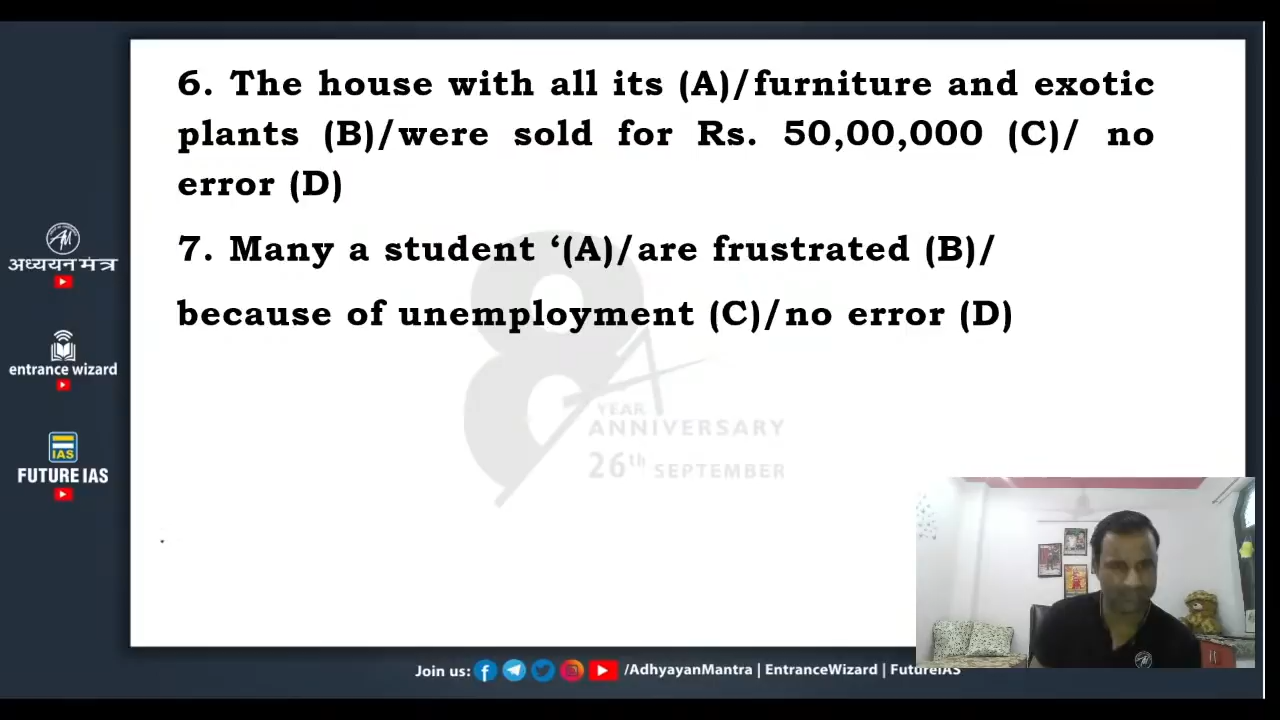 6. The house with all its (A)/furniture and exotic
plants (B)/were sold for Rs. 50,00,000 (C)/ no
error (D)
7. Many a student ‘(A)/are frustrated (B)/
because of unemployment (C)/no error (D)
अध्ययन मंत्र
entrance wizard
IAS
FUTURE IAS
8
YEAR
ANNIVERSARY
26th SEPTEMBER
Join us: /AdhyayanMantra | EntranceWizard | FutureIAS